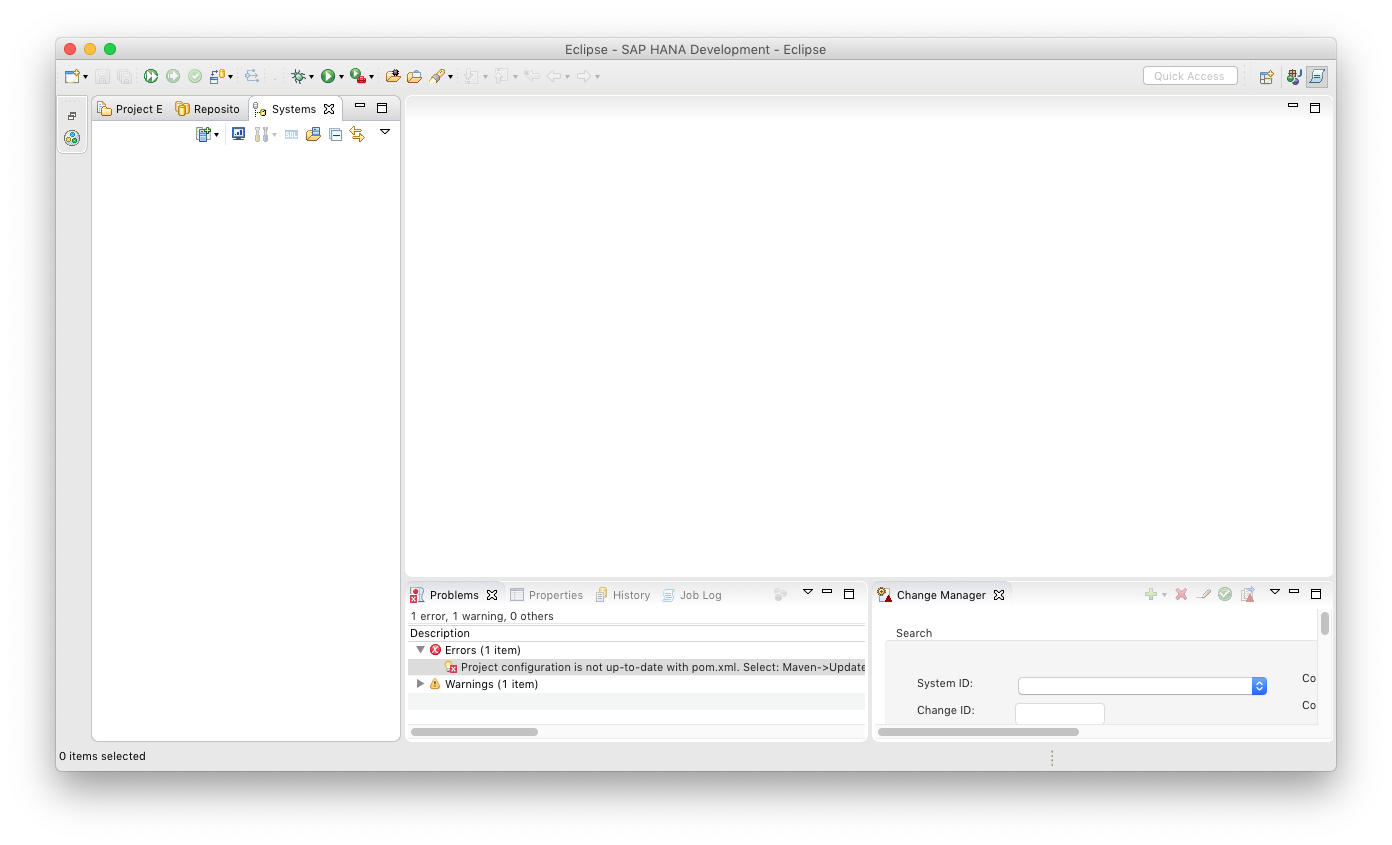 Eclipse - SAP HANA Development - Eclipse
Quick Access
Project E Reposito Systems
Problems Properties History Job Log
1 error, 1 warning, 0 others
Description
Errors (1 item)
Project configuration is not up-to-date with pom.xml. Select: Maven->Update
Warnings (1 item)
Change Manager
Search
System ID:
Co
Change ID:
Co
0 items selected